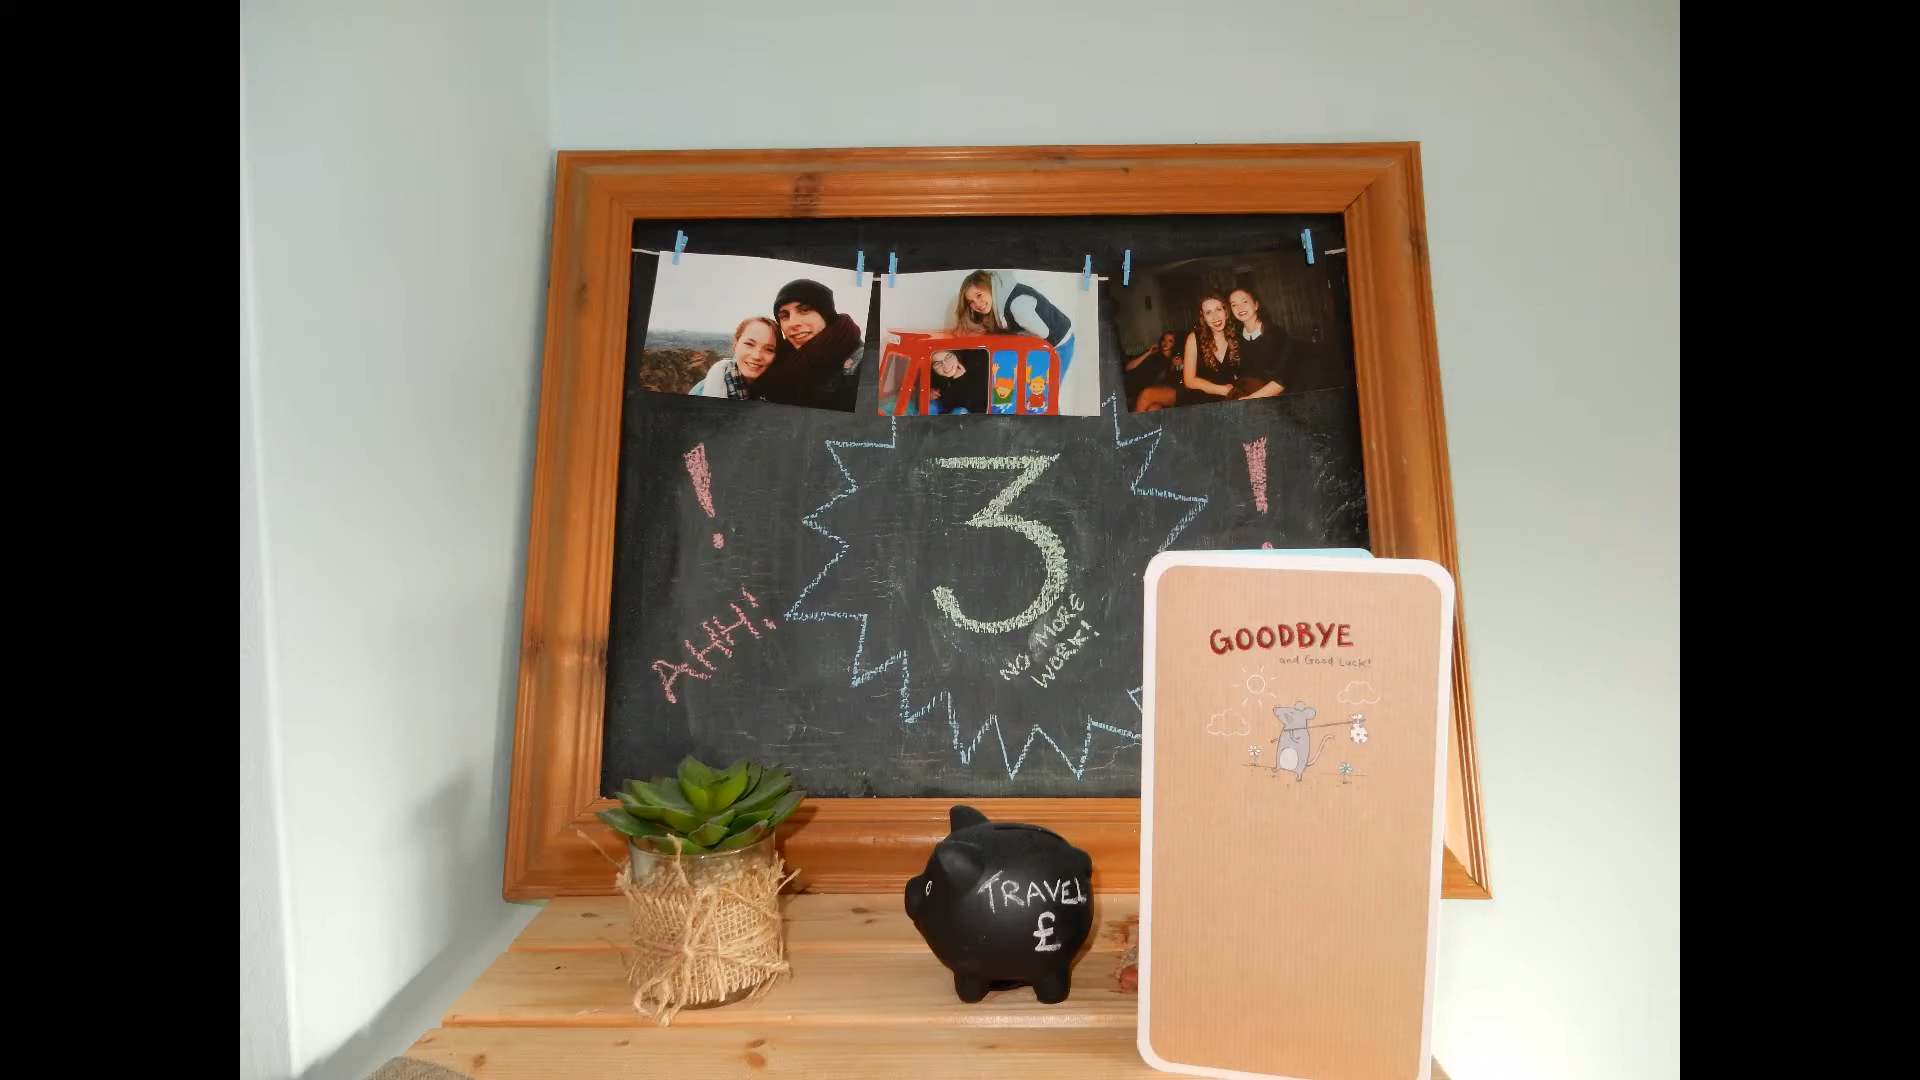 !
3
!
AHH!
NO MORE
WORK!
GOODBYE
and Good Luck!
TRAVEL
£